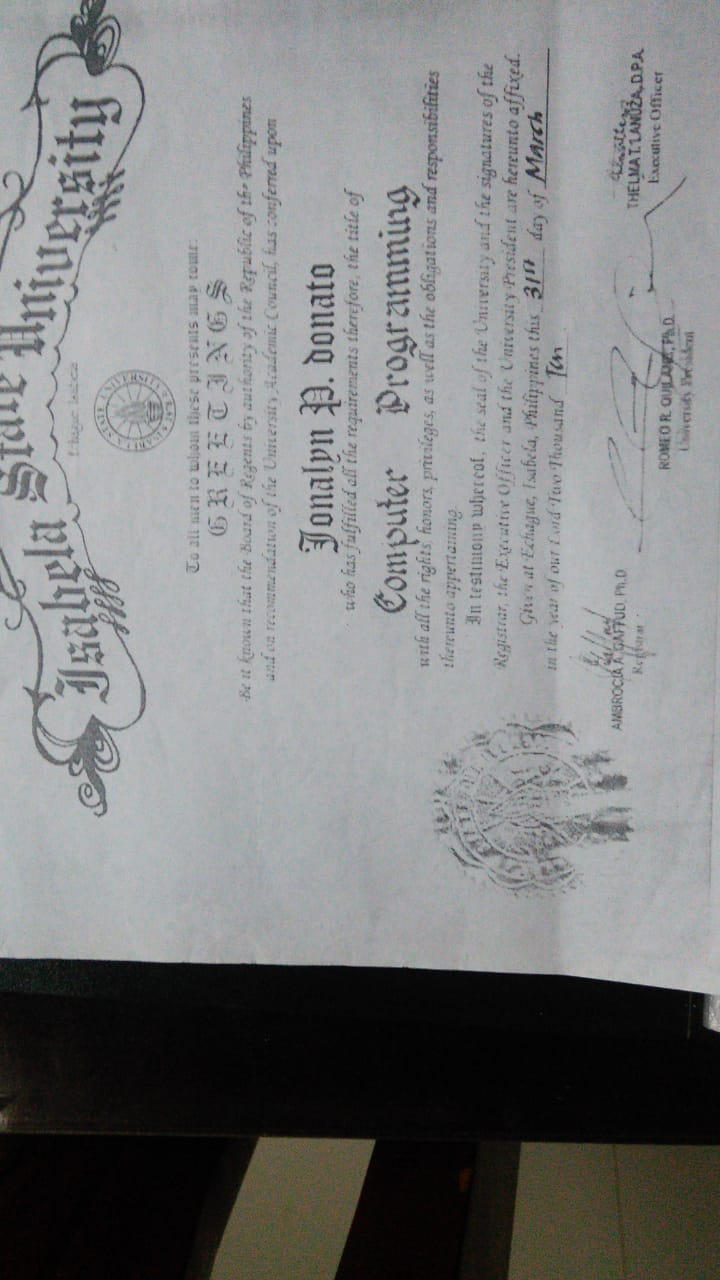 Isabela State University
Echague, Isabela
To all men to whom these presents may come:
GREETINGS
Be it known that the Board of Regents by authority of the Republic of the Philippines
and on recommendation of the University Academic Council, has conferred upon
Jonalyn P. Donato
who has fulfilled all the requirements therefore, the title of
Computer Programming
with all the rights, honors, privileges, as well as the obligations and responsibilities
thereunto appertaining.
In testimony whereof, the seal of the University and the signatures of the
Registrar, the Executive Officer and the University President are hereunto affixed.
Given at Echague, Isabela, Philippines this 31st day of March
in the year of our Lord Two Thousand Ten
AMBROCIA A. GAFFUD, Ph.D
Registrar
ROMEO R. QUILANG, Ph.D.
University President
THELMA T. LANUZA, D.P.A.
Executive Officer